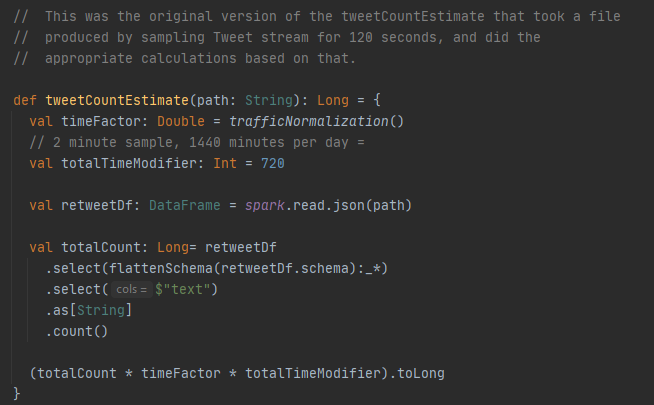 //  This was the original version of the tweetCountEstimate that took a file
//  produced by sampling Tweet stream for 120 seconds, and did the
//  appropriate calculations based on that.

def tweetCountEstimate(path: String): Long = {
  val timeFactor: Double = trafficNormalization()
  // 2 minute sample, 1440 minutes per day =
  val totalTimeModifier: Int = 720

  val retweetDf: DataFrame = spark.read.json(path)

  val totalCount: Long= retweetDf
    .select(flattenSchema(retweetDf.schema):_*)
    .select( cols = $"text")
    .as[String]
    .count()

  (totalCount * timeFactor * totalTimeModifier).toLong
}